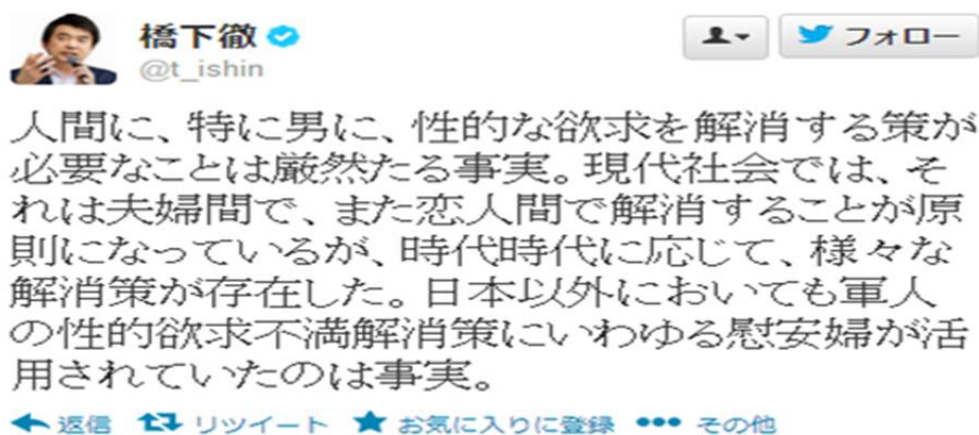 橋下徹
@t_ishin
フォロー
人間に、特に男に、性的な欲求を解消する策が
必要なことは厳然たる事実。現代社会では、そ
れは夫婦間で、また恋人間で解消することが原
則になっているが、時代時代に応じて、様々な
解消策が存在した。日本以外においても軍人
の性的欲求不満解消策にいわゆる慰安婦が活
用されていたのは事実。
返信 リツイート お気に入りに登録 その他